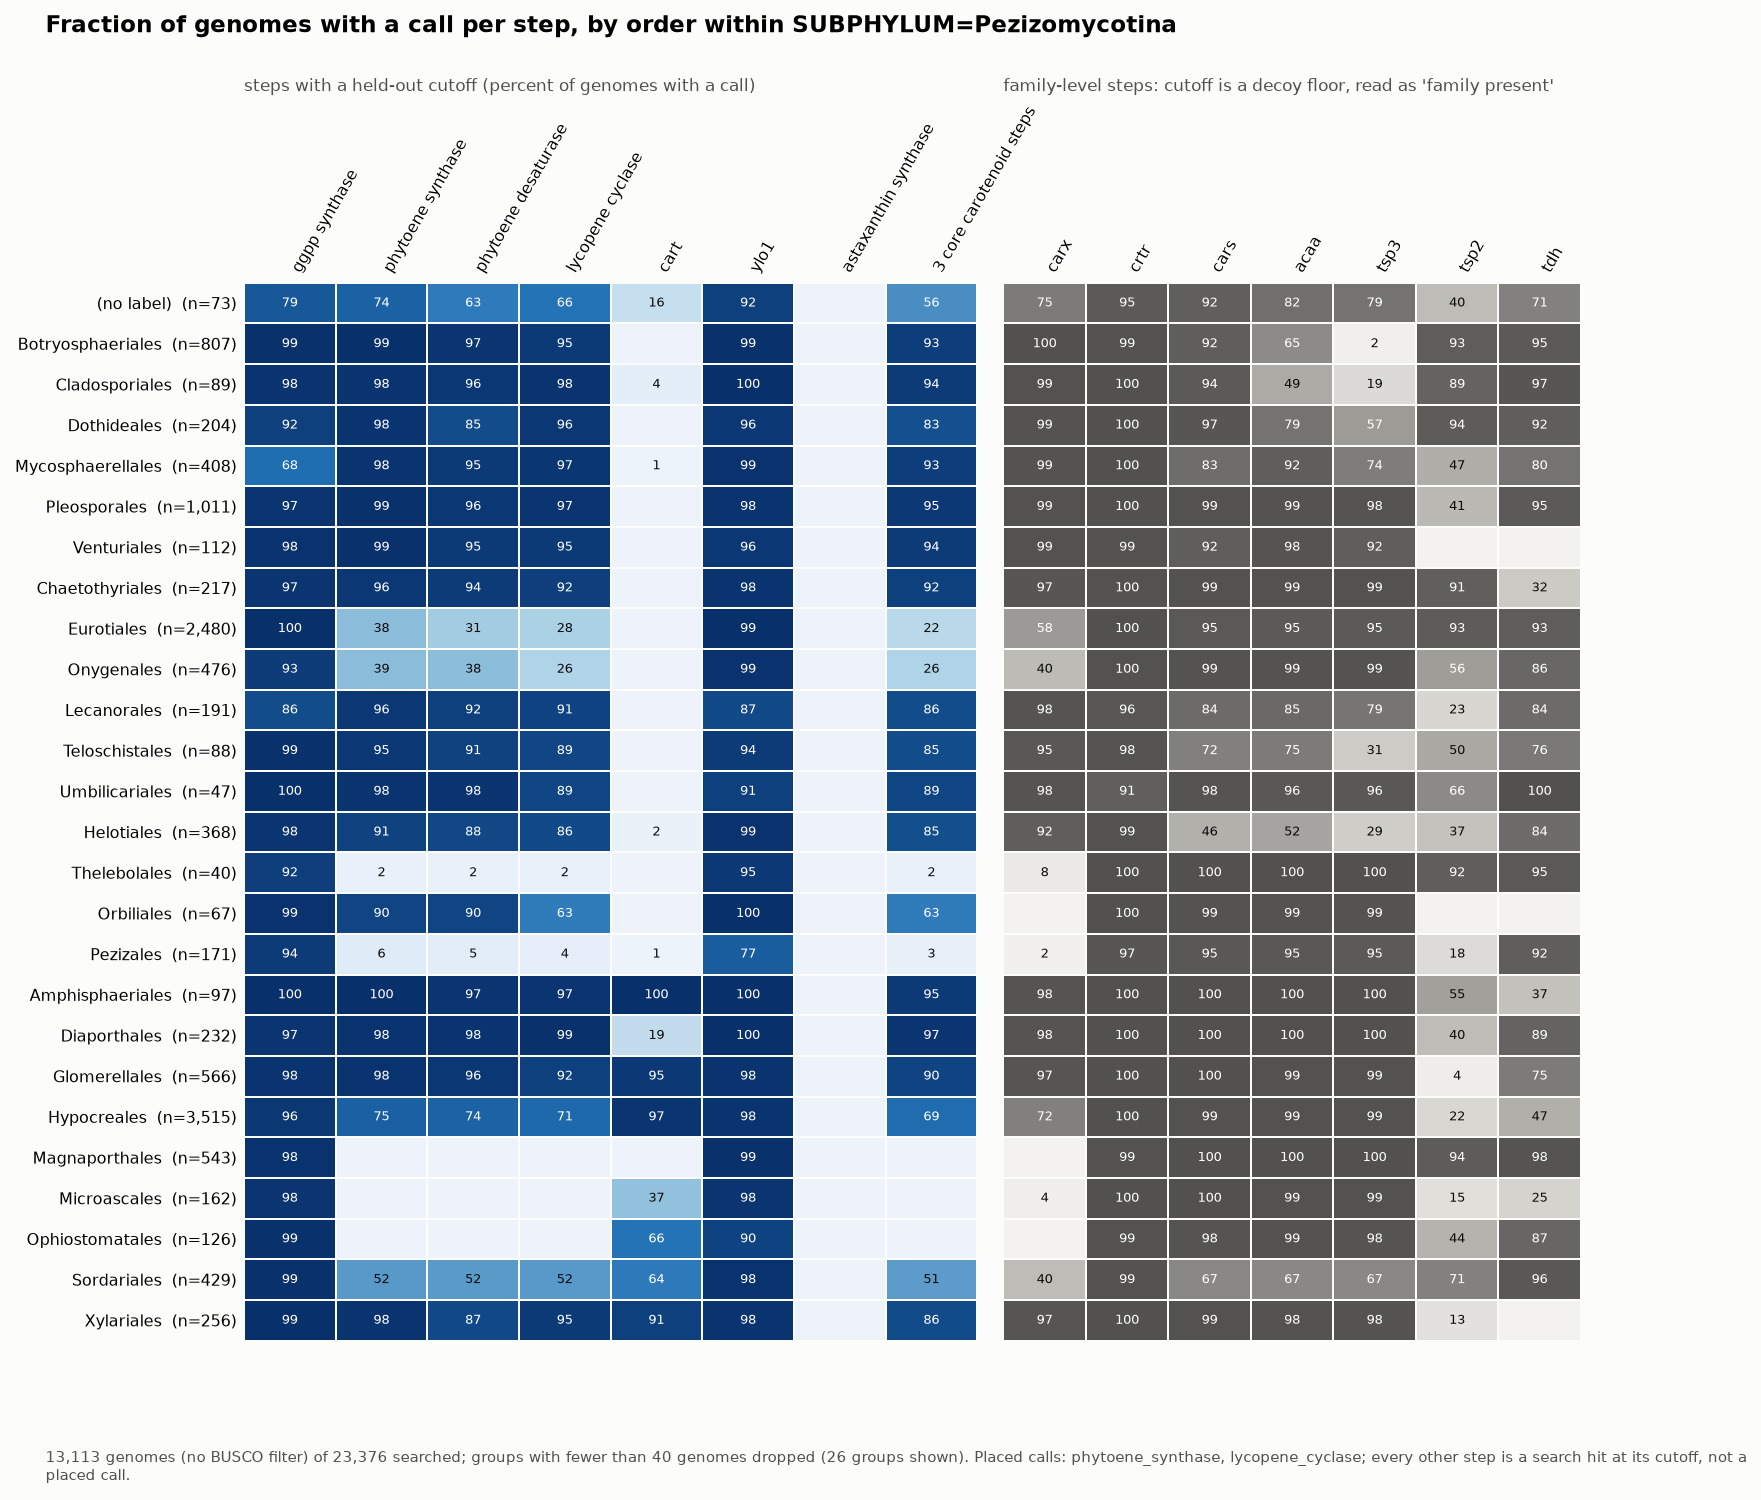 Fraction of genomes with a call per step, by order within SUBPHYLUM=Pezizomycotina
steps with a held-out cutoff (percent of genomes with a call)
family-level steps: cutoff is a decoy floor, read as 'family present'
ggpp synthase
phytoene synthase
phytoene desaturase
lycopene cyclase
cart
ylo1
astaxanthin synthase
3 core carotenoid steps
carx
crtr
cars
acaa
tsp3
tsp2
tdh
(no label) (n=73) 79 74 63 66 16 92 56 75 95 92 82 79 40 71
Botryosphaeriales (n=807) 99 99 97 95 99 93 100 99 92 65 2 93 95
Cladosporiales (n=89) 98 98 96 98 4 100 94 99 100 94 49 19 89 97
Dothideales (n=204) 92 98 85 96 96 83 99 100 97 79 57 94 92
Mycosphaerellales (n=408) 68 98 95 97 1 99 93 99 100 83 92 74 47 80
Pleosporales (n=1,011) 97 99 96 97 98 95 99 100 99 99 98 41 95
Venturiales (n=112) 98 99 95 95 96 94 99 99 92 98 92
Chaetothyriales (n=217) 97 96 94 92 98 92 97 100 99 99 99 91 32
Eurotiales (n=2,480) 100 38 31 28 99 22 58 100 95 95 95 93 93
Onygenales (n=476) 93 39 38 26 99 26 40 100 99 99 99 56 86
Lecanorales (n=191) 86 96 92 91 87 86 98 96 84 85 79 23 84
Teloschistales (n=88) 99 95 91 89 94 85 95 98 72 75 31 50 76
Umbilicariales (n=47) 100 98 98 89 91 89 98 91 98 96 96 66 100
Helotiales (n=368) 98 91 88 86 2 99 85 92 99 46 52 29 37 84
Thelebolales (n=40) 92 2 2 2 95 2 8 100 100 100 100 92 95
Orbiliales (n=67) 99 90 90 63 100 63 100 99 99 99
Pezizales (n=171) 94 6 5 4 1 77 3 2 97 95 95 95 18 92
Amphisphaeriales (n=97) 100 100 97 97 100 100 95 98 100 100 100 100 55 37
Diaporthales (n=232) 97 98 98 99 19 100 97 98 100 100 100 100 40 89
Glomerellales (n=566) 98 98 96 92 95 98 90 97 100 100 99 99 4 75
Hypocreales (n=3,515) 96 75 74 71 97 98 69 72 100 99 99 99 22 47
Magnaporthales (n=543) 98 99 99 100 100 100 94 98
Microascales (n=162) 98 37 98 4 100 100 99 99 15 25
Ophiostomatales (n=126) 99 66 90 99 98 99 98 44 87
Sordariales (n=429) 99 52 52 52 64 98 51 40 99 67 67 67 71 96
Xylariales (n=256) 99 98 87 95 91 98 86 97 100 99 98 98 13
13,113 genomes (no BUSCO filter) of 23,376 searched; groups with fewer than 40 genomes dropped (26 groups shown). Placed calls: phytoene_synthase, lycopene_cyclase; every other step is a search hit at its cutoff, not a
placed call.